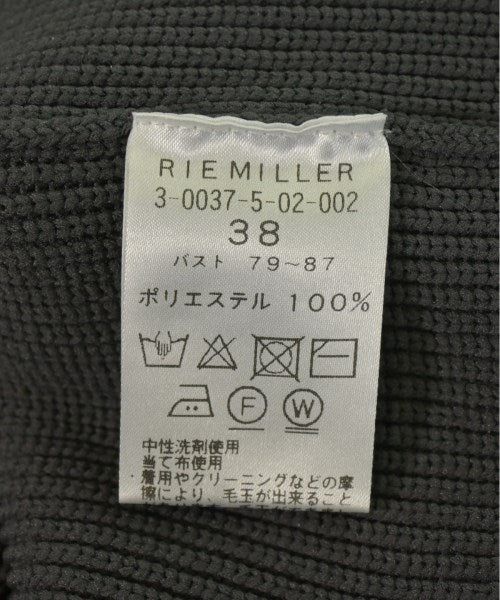 RIE MILLER
3-0037-5-02-002
38
バスト 79~87
ポリエステル 100%
F W
中性洗剤使用
当て布使用
着用やクリーニングなどの摩
擦により、毛玉が出来ること